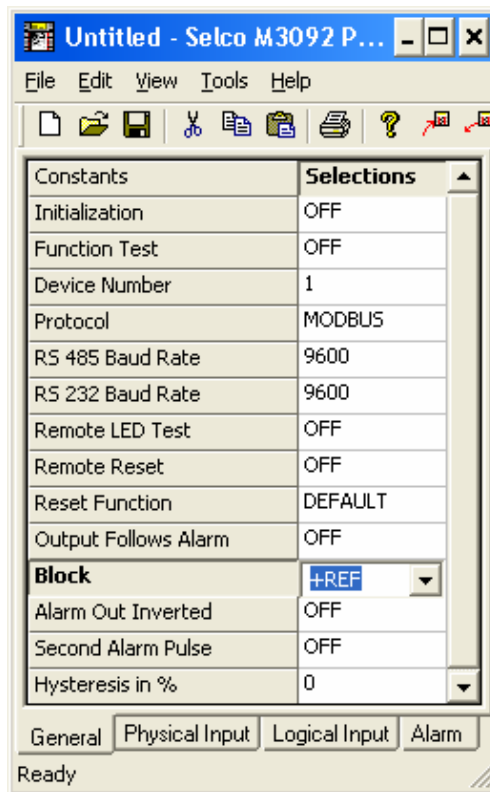 Untitled - Selco M3092 P...
File Edit View Tools Help
Constants Selections
Initialization OFF
Function Test OFF
Device Number 1
Protocol MODBUS
RS 485 Baud Rate 9600
RS 232 Baud Rate 9600
Remote LED Test OFF
Remote Reset OFF
Reset Function DEFAULT
Output Follows Alarm OFF
Block +REF
Alarm Out Inverted OFF
Second Alarm Pulse OFF
Hysteresis in % 0
General Physical Input Logical Input Alarm
Ready